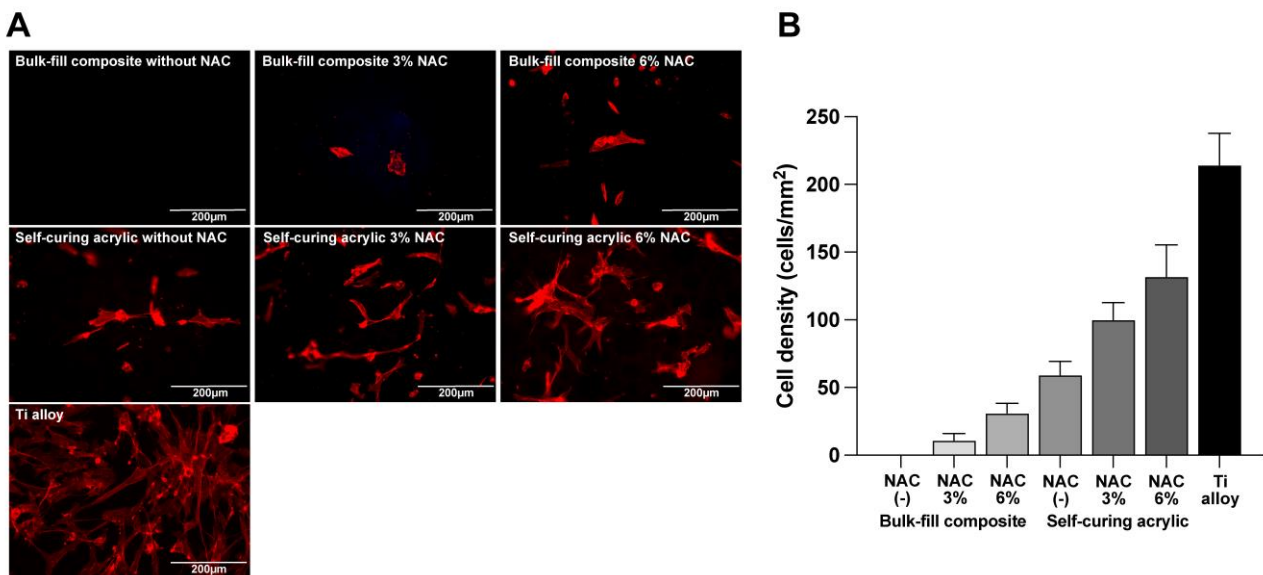 A
Bulk-fill composite without NAC
200μm
Bulk-fill composite 3% NAC
200μm
Bulk-fill composite 6% NAC
200μm
Self-curing acrylic without NAC
200μm
Self-curing acrylic 3% NAC
200μm
Self-curing acrylic 6% NAC
200μm
Ti alloy
200μm
B
Cell density (cells/mm²)
250
200
150
100
50
0
NAC NAC NAC NAC NAC NAC Ti
(-) 3% 6% (-) 3% 6% alloy
Bulk-fill composite Self-curing acrylic